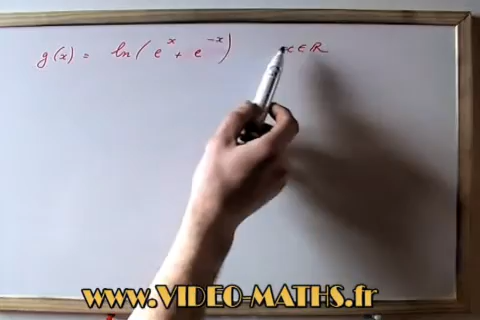 g(x) = ln(e^x + e^-x) x ∈ ℝ
www.VIDEO-MATHS.fr